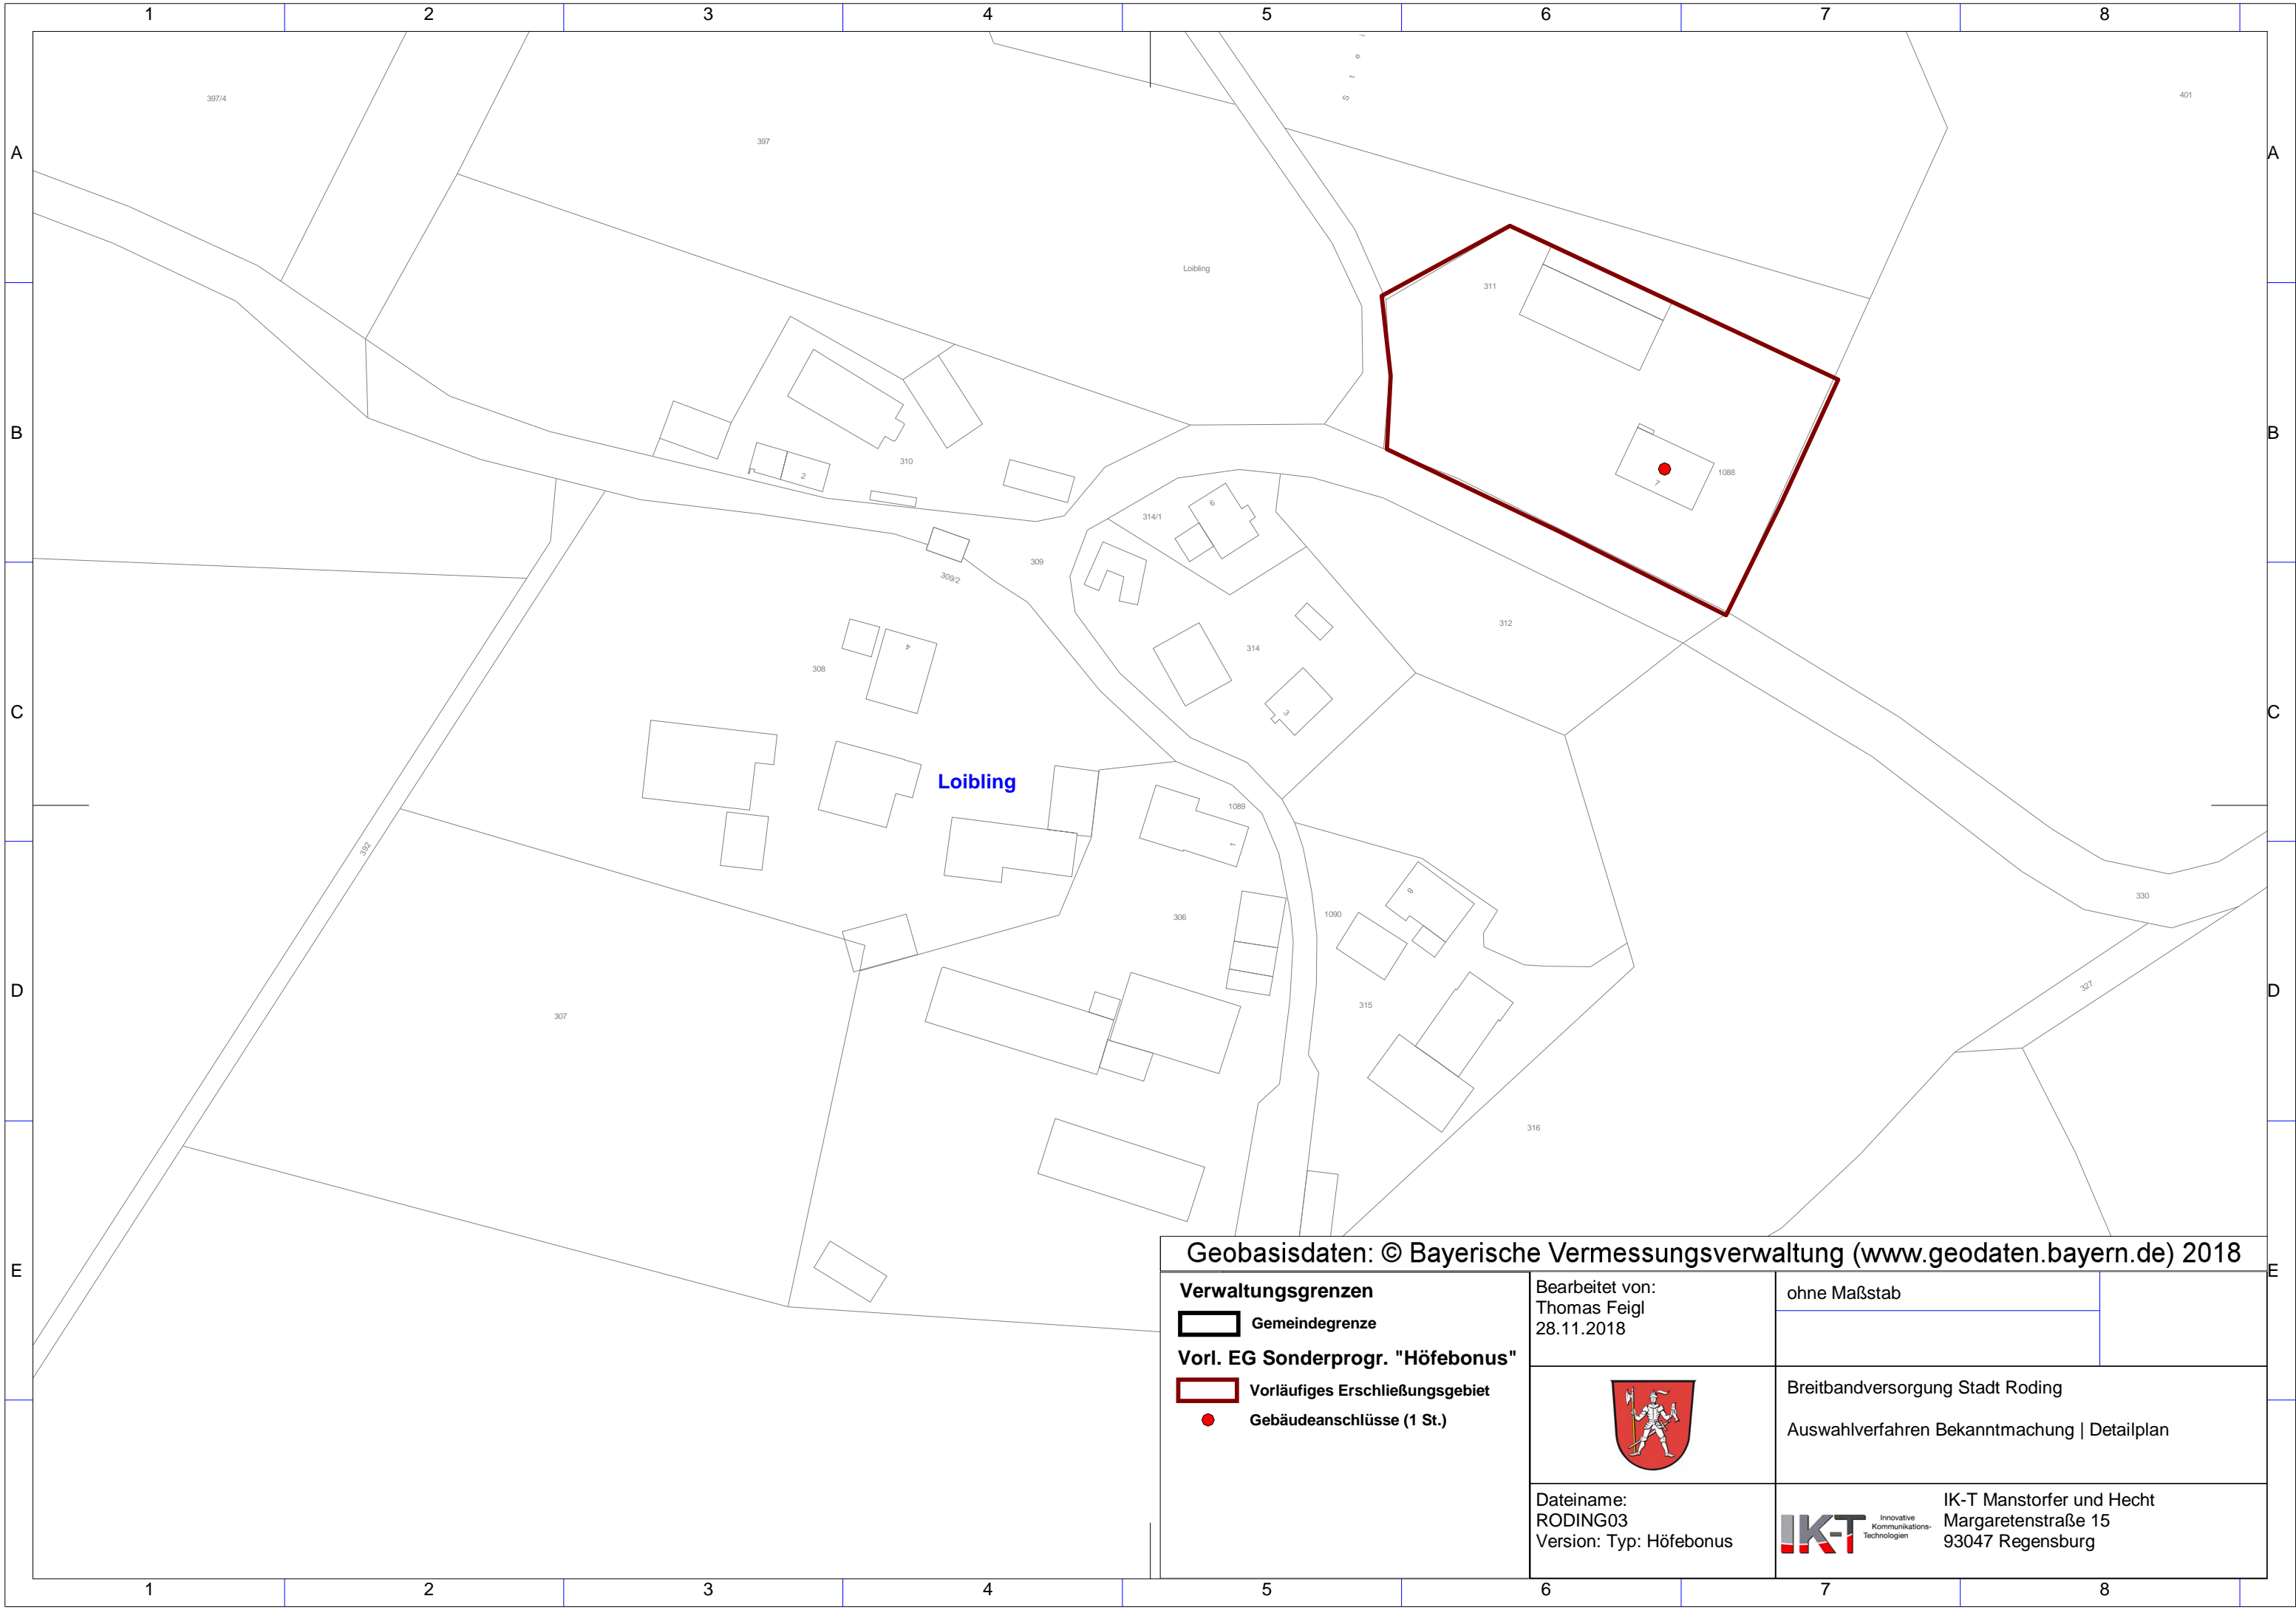 1 2 3 4 5 6 7 8
A A
B B
C C
D D
E E
397/4
397
S i e
401
Loibling
311
310
2
1088
7
314/1
6
309
309/2
312
314
4
308
3
Loibling
1089
1
392
8
330
306
1090
327
315
307
316
Geobasisdaten: © Bayerische Vermessungsverwaltung (www.geodaten.bayern.de) 2018
Verwaltungsgrenzen
Gemeindegrenze
Vorl. EG Sonderprogr. "Höfebonus"
Vorläufiges Erschließungsgebiet
Gebäudeanschlüsse (1 St.)
Bearbeitet von:
Thomas Feigl
28.11.2018
ohne Maßstab
Breitbandversorgung Stadt Roding
Auswahlverfahren Bekanntmachung | Detailplan
Dateiname:
RODING03
Version: Typ: Höfebonus
IK-T
Innovative
Kommunikations-
Technologien
IK-T Manstorfer und Hecht
Margaretenstraße 15
93047 Regensburg
1 2 3 4 5 6 7 8